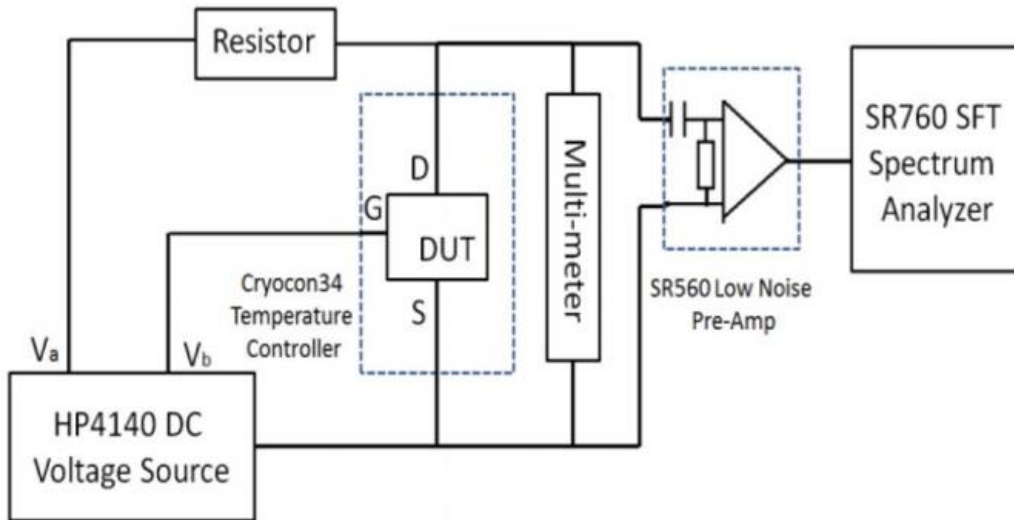 Resistor
SR760 SFT
Spectrum
Analyzer
D
G
DUT
S
Multi-meter
Cryocon34
Temperature
Controller
SR560 Low Noise
Pre-Amp
Va
Vb
HP4140 DC
Voltage Source